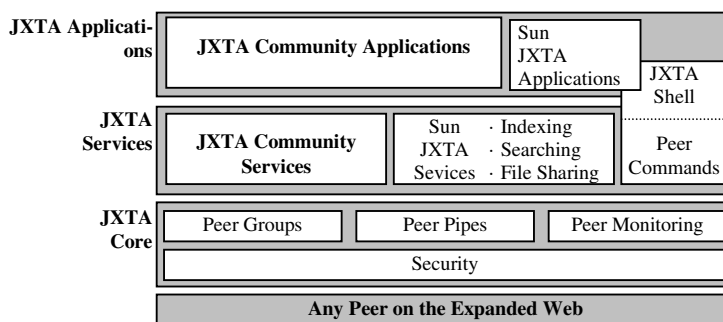 JXTA Applicati-
ons
JXTA Community Applications
Sun
JXTA
Applications
JXTA
Shell
JXTA
Services
JXTA Community
Services
Sun · Indexing
JXTA · Searching
Sevices · File Sharing
Peer
Commands
JXTA
Core
Peer Groups
Peer Pipes
Peer Monitoring
Security
Any Peer on the Expanded Web